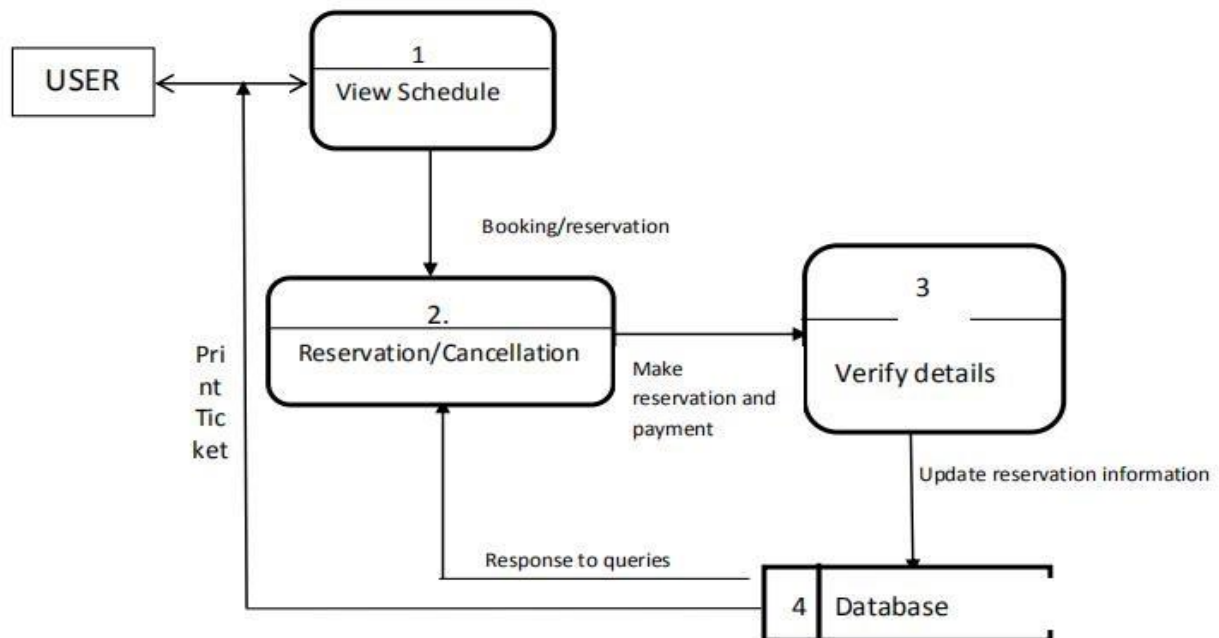 1
USER
View Schedule
Booking/reservation
2.
Reservation/Cancellation
3
Verify details
Make
reservation and
payment
Pri
nt
Tic
ket
Update reservation information
Response to queries
4
Database